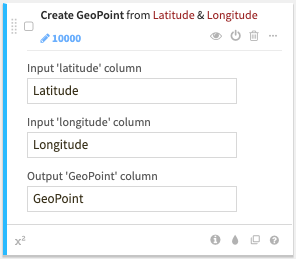 Create GeoPoint from Latitude & Longitude
10000
Input 'latitude' column
Latitude
Input 'longitude' column
Longitude
Output 'GeoPoint' column
GeoPoint
x²